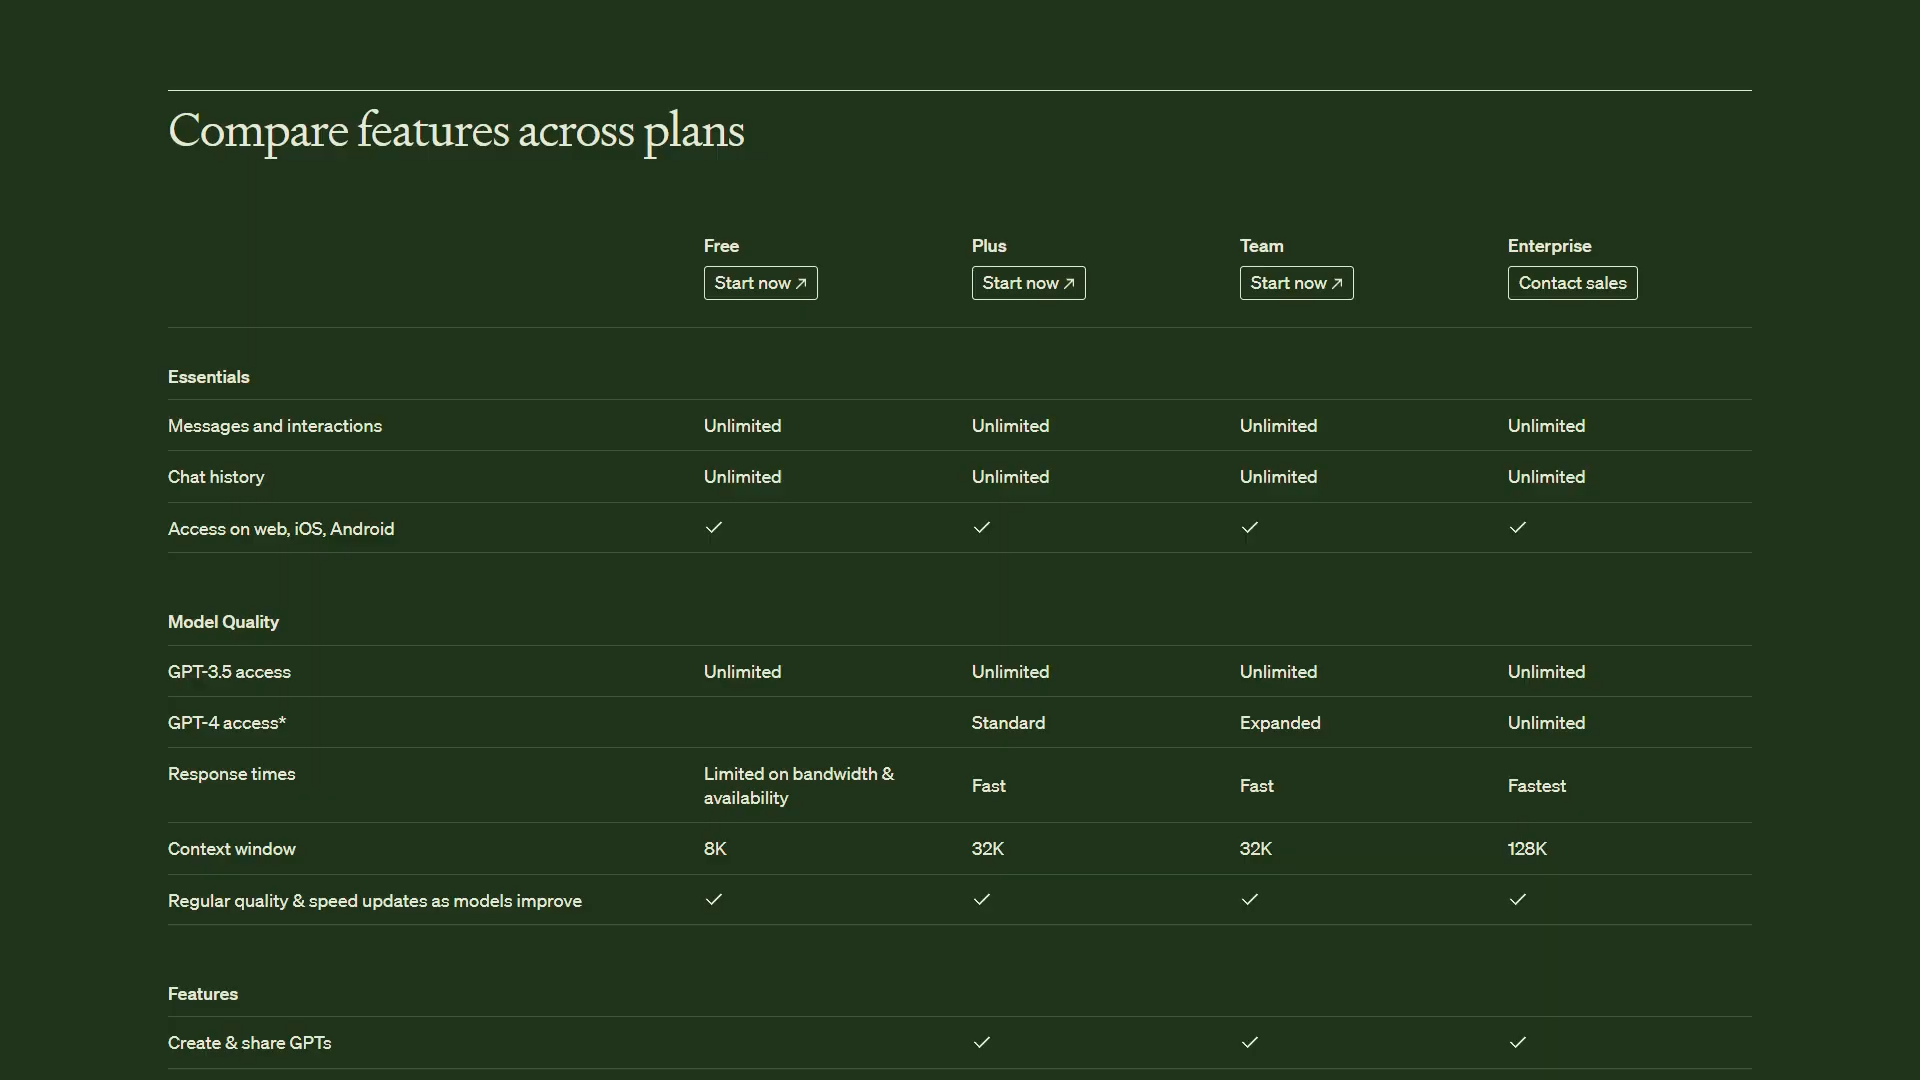 Compare features across plans
Free Plus Team Enterprise
Start now ↗ Start now ↗ Start now ↗ Contact sales
Essentials
Messages and interactions Unlimited Unlimited Unlimited Unlimited
Chat history Unlimited Unlimited Unlimited Unlimited
Access on web, iOS, Android ✓ ✓ ✓ ✓
Model Quality
GPT-3.5 access Unlimited Unlimited Unlimited Unlimited
GPT-4 access* Standard Expanded Unlimited
Response times Limited on bandwidth &
availability Fast Fast Fastest
Context window 8K 32K 32K 128K
Regular quality & speed updates as models improve ✓ ✓ ✓ ✓
Features
Create & share GPTs ✓ ✓ ✓